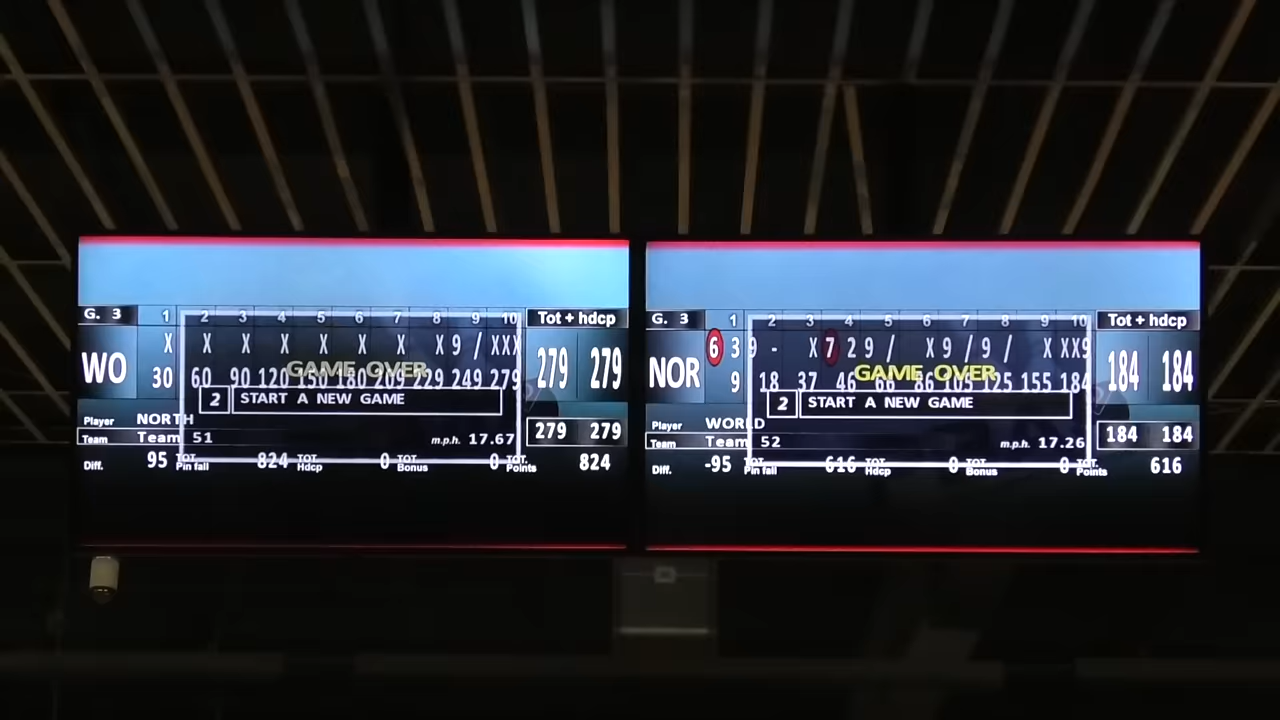 G. 3 1 2 3 4 5 6 7 8 9 10 Tot + hdcp
X X X X X X X X 9 / XXX
WO 30 60 90 120 150 180 209 229 249 279 279 279
GAME OVER
2 START A NEW GAME
Player NORTH
Team Team 51 m.p.h. 17.67 279 279
Diff. 95 TOT. Pin fall 824 TOT. Hdcp 0 TOT. Bonus 0 TOT. Points 824
G. 3 1 2 3 4 5 6 7 8 9 10 Tot + hdcp
6 3 9 - X 7 2 9 / X 9 / 9 / X XX9
NOR 9 18 37 46 66 86 105 125 155 184 184 184
GAME OVER
2 START A NEW GAME
Player WORLD
Team Team 52 m.p.h. 17.26 184 184
Diff. -95 TOT. Pin fall 616 TOT. Hdcp 0 TOT. Bonus 0 TOT. Points 616